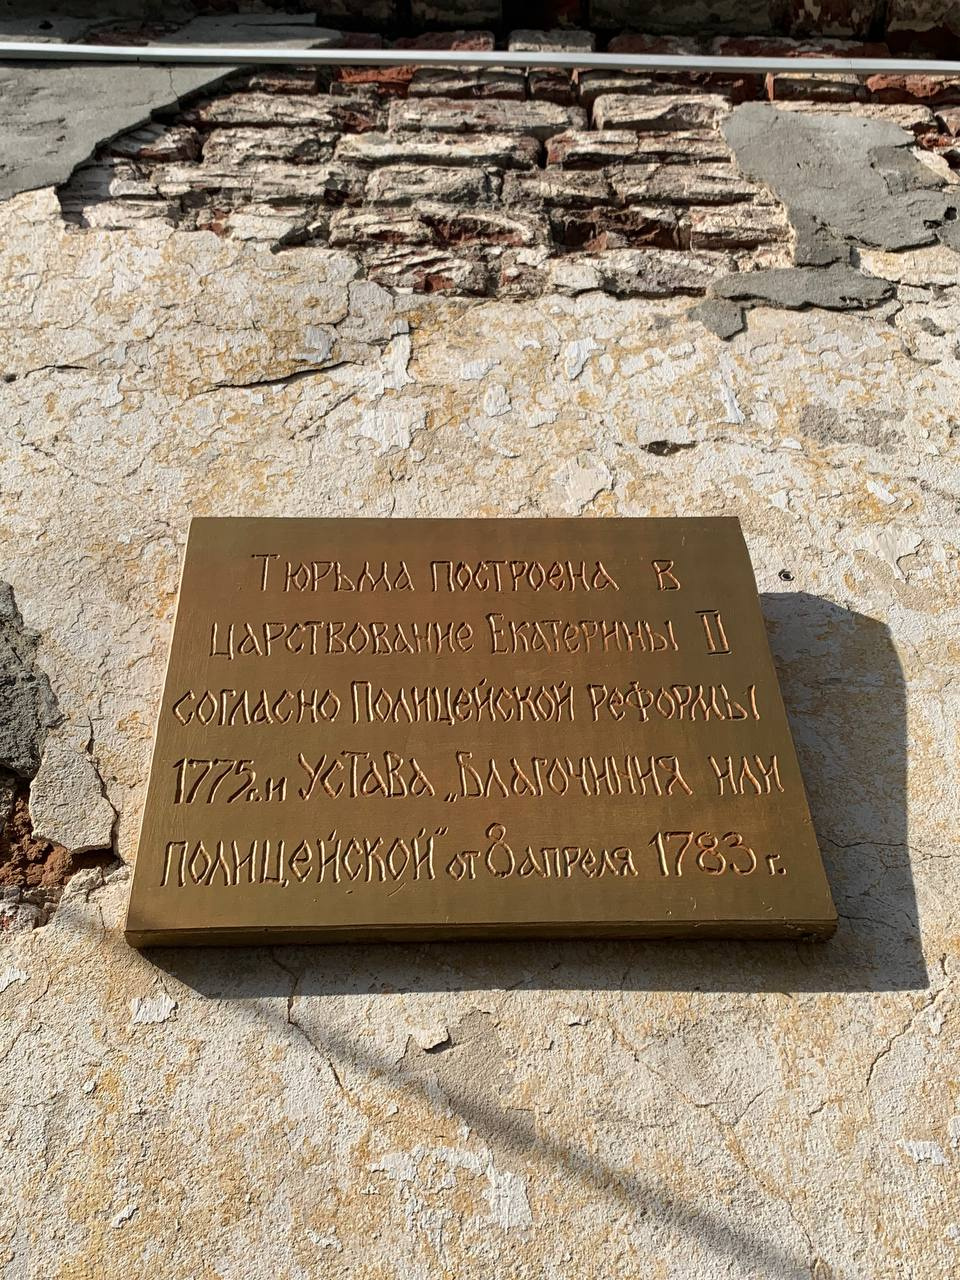 Тюрьма построена в
царствование Екатерины II
согласно Полицейской реформы
1775г. и Устава „Благочиния или
полицейской" от 8 апреля 1783 г.